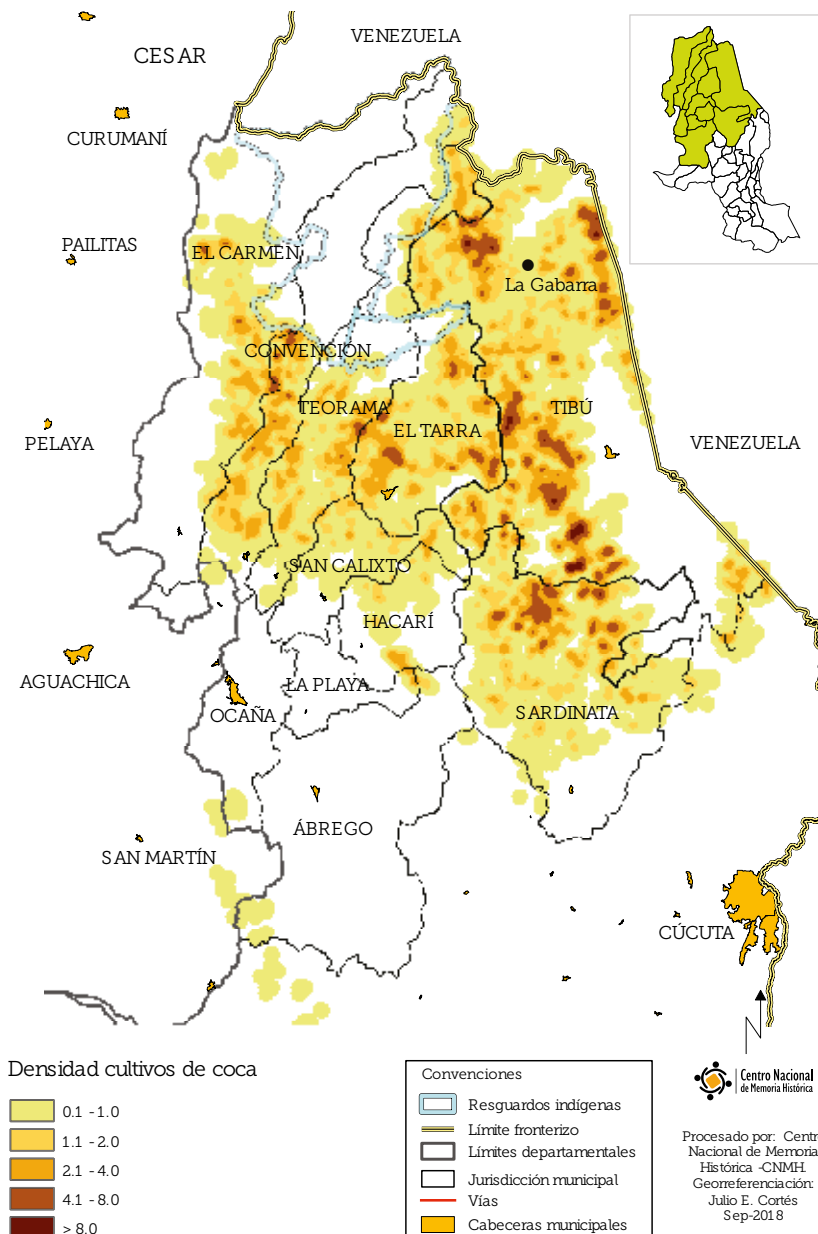 VENEZUELA
CESAR
CURUMANÍ
PAILITAS
EL CARMEN
La Gabarra
CONVENCIÓN
TEORAMA
TIBÚ
EL TARRA
PELAYA
VENEZUELA
SAN CALIXTO
HACARÍ
AGUACHICA
LA PLAYA
OCAÑA
SARDINATA
ÁBREGO
SAN MARTÍN
CÚCUTA
N
Densidad cultivos de coca
0.1 - 1.0
1.1 - 2.0
2.1 - 4.0
4.1 - 8.0
> 8.0
Convenciones
Resguardos indígenas
Límite fronterizo
Límites departamentales
Jurisdicción municipal
Vías
Cabeceras municipales
Centro Nacional
de Memoria Histórica
Procesado por: Centro
Nacional de Memoria
Histórica -CNMH.
Georreferenciación:
Julio E. Cortés
Sep-2018